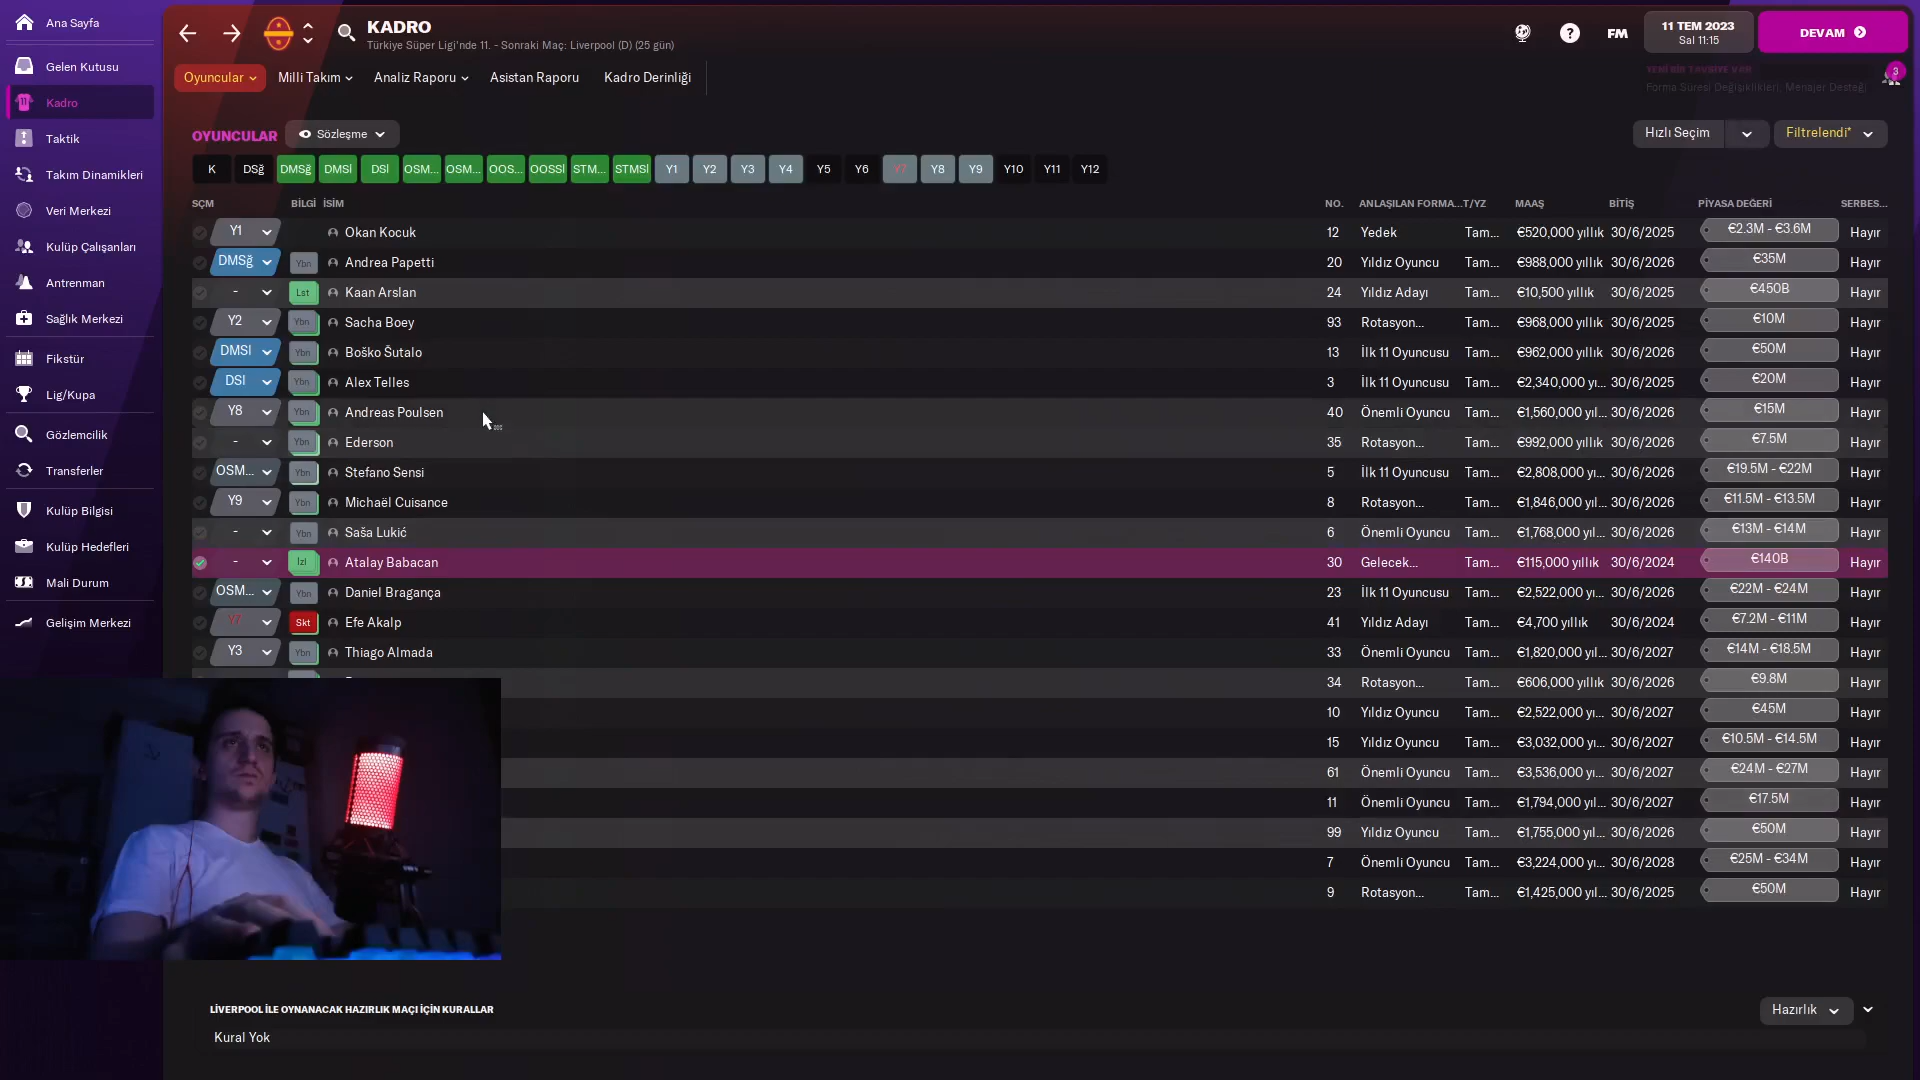 Ana Sayfa
Gelen Kutusu
Kadro
Taktik
Takım Dinamikleri
Veri Merkezi
Kulüp Çalışanları
Antrenman
Sağlık Merkezi
Fikstür
Lig/Kupa
Gözlemcilik
Transferler
Kulüp Bilgisi
Kulüp Hedefleri
Mali Durum
Gelişim Merkezi
KADRO
Türkiye Süper Ligi'nde 11. - Sonraki Maç: Liverpool (D) (25 gün)
? FM 11 TEM 2023 Sal 11:15 DEVAM
Oyuncular Milli Takım Analiz Raporu Asistan Raporu Kadro Derinliği
YENİ BİR TAVSİYE VAR 3
Forma Süresi Değişiklikleri, Menajer Desteği
OYUNCULAR Sözleşme Hızlı Seçim Filtrelendi*
K DSğ DMSğ DMSİ DSİ OSM... OSM... OOS... OOSSİ STM... STMSİ Y1 Y2 Y3 Y4 Y5 Y6 Y7 Y8 Y9 Y10 Y11 Y12
SÇM BİLGİ İSİM NO. ANLAŞILAN FORMA... T/YZ MAAŞ BİTİŞ PİYASA DEĞERİ SERBES...
Y1 Okan Kocuk 12 Yedek Tam... €520,000 yıllık 30/6/2025 €2.3M - €3.6M Hayır
DMSğ Ybn Andrea Papetti 20 Yıldız Oyuncu Tam... €988,000 yıllık 30/6/2026 €35M Hayır
- Lst Kaan Arslan 24 Yıldız Adayı Tam... €10,500 yıllık 30/6/2025 €450B Hayır
Y2 Ybn Sacha Boey 93 Rotasyon... Tam... €968,000 yıllık 30/6/2025 €10M Hayır
DMSİ Ybn Boško Šutalo 13 İlk 11 Oyuncusu Tam... €962,000 yıllık 30/6/2026 €50M Hayır
DSİ Ybn Alex Telles 3 İlk 11 Oyuncusu Tam... €2,340,000 yı... 30/6/2025 €20M Hayır
Y8 Ybn Andreas Poulsen 40 Önemli Oyuncu Tam... €1,560,000 yıl... 30/6/2026 €15M Hayır
- Ybn Ederson 35 Rotasyon... Tam... €992,000 yıllık 30/6/2026 €7.5M Hayır
OSM... Ybn Stefano Sensi 5 İlk 11 Oyuncusu Tam... €2,808,000 yı... 30/6/2026 €19.5M - €22M Hayır
Y9 Ybn Michaël Cuisance 8 Rotasyon... Tam... €1,846,000 yıl... 30/6/2026 €11.5M - €13.5M Hayır
- Ybn Saša Lukić 6 Önemli Oyuncu Tam... €1,768,000 yıl... 30/6/2026 €13M - €14M Hayır
- İzl Atalay Babacan 30 Gelecek... Tam... €115,000 yıllık 30/6/2024 €140B Hayır
OSM... Ybn Daniel Bragança 23 İlk 11 Oyuncusu Tam... €2,522,000 yı... 30/6/2026 €22M - €24M Hayır
Y7 Skt Efe Akalp 41 Yıldız Adayı Tam... €4,700 yıllık 30/6/2024 €7.2M - €11M Hayır
Y3 Ybn Thiago Almada 33 Önemli Oyuncu Tam... €1,820,000 yıl... 30/6/2027 €14M - €18.5M Hayır
34 Rotasyon... Tam... €606,000 yıllık 30/6/2026 €9.8M Hayır
10 Yıldız Oyuncu Tam... €2,522,000 yı... 30/6/2027 €45M Hayır
15 Yıldız Oyuncu Tam... €3,032,000 yı... 30/6/2027 €10.5M - €14.5M Hayır
61 Önemli Oyuncu Tam... €3,536,000 yı... 30/6/2027 €24M - €27M Hayır
11 Önemli Oyuncu Tam... €1,794,000 yıl... 30/6/2027 €17.5M Hayır
99 Yıldız Oyuncu Tam... €1,755,000 yıl... 30/6/2026 €50M Hayır
7 Önemli Oyuncu Tam... €3,224,000 yı... 30/6/2028 €25M - €34M Hayır
9 Rotasyon... Tam... €1,425,000 yıl... 30/6/2025 €50M Hayır
LİVERPOOL İLE OYNANACAK HAZIRLIK MAÇI İÇİN KURALLAR Hazırlık
Kural Yok